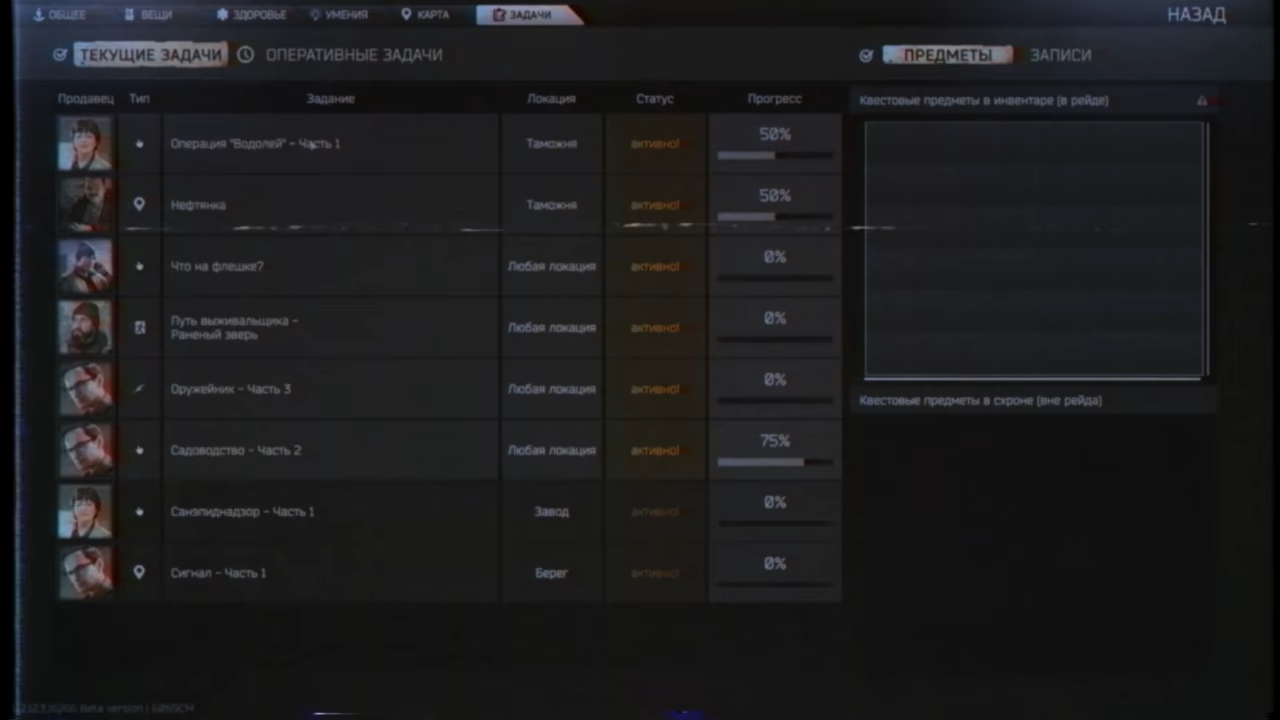 ОБЩЕЕ ВЕЩИ ЗДОРОВЬЕ УМЕНИЯ КАРТА ЗАДАЧИ НАЗАД
ТЕКУЩИЕ ЗАДАЧИ ОПЕРАТИВНЫЕ ЗАДАЧИ ПРЕДМЕТЫ ЗАПИСИ
Продавец Тип Задание Локация Статус Прогресс
Квестовые предметы в инвентаре (в рейде)
Операция "Водолей" – Часть 1 Таможня активно! 50%
Нефтянка Таможня активно! 50%
Что на флешке? Любая локация активно! 0%
Путь выживальщика –
Раненый зверь Любая локация активно! 0%
Оружейник – Часть 3 Любая локация активно! 0%
Квестовые предметы в схроне (вне рейда)
Садоводство – Часть 2 Любая локация активно! 75%
Санэпиднадзор – Часть 1 Завод активно! 0%
Сигнал – Часть 1 Берег активно! 0%
Beta version |